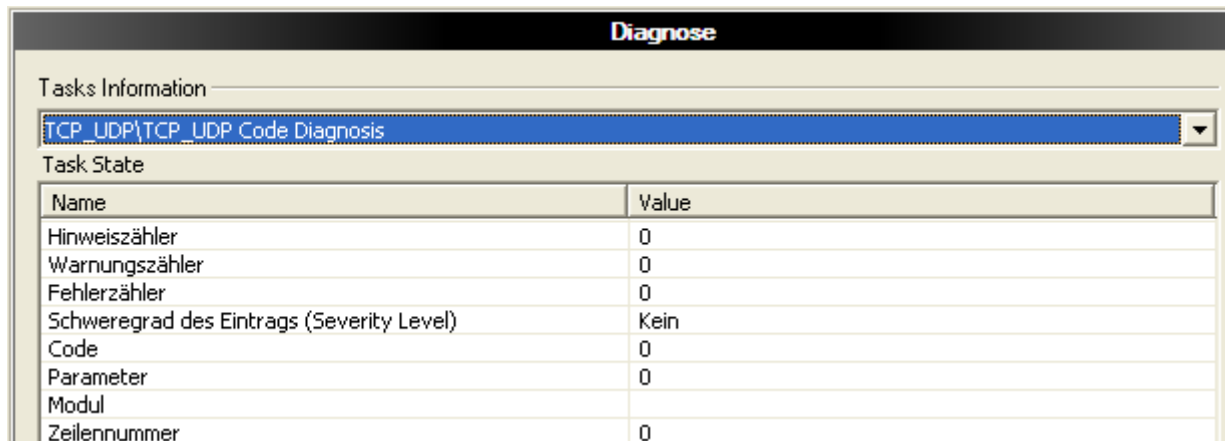 Diagnose
Tasks Information
TCP_UDP\TCP_UDP Code Diagnosis
Task State
Name Value
Hinweiszähler 0
Warnungszähler 0
Fehlerzähler 0
Schweregrad des Eintrags (Severity Level) Kein
Code 0
Parameter 0
Modul
Zeilennummer 0